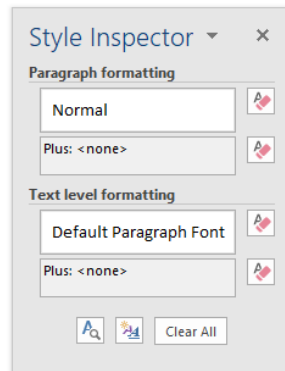 Style Inspector
Paragraph formatting
Normal
Plus: <none>
Text level formatting
Default Paragraph Font
Plus: <none>
Clear All